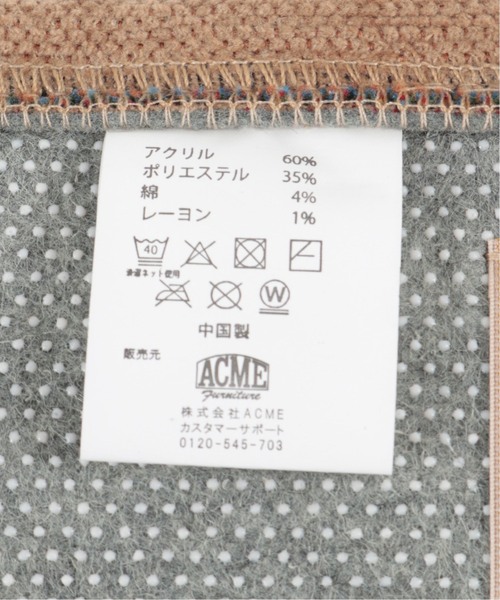 アクリル 60%
ポリエステル 35%
綿 4%
レーヨン 1%
40
W
洗濯ネット使用
中国製
販売元
ACME
Furniture
株式会社ACME
カスタマーサポート
0120-545-703